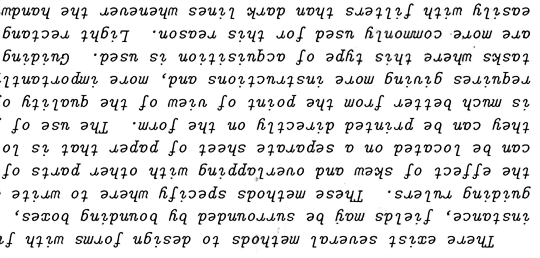 There exist several methods to design forms with
instance, fields may be surrounded by bounding boxes,
guiding rulers. These methods specify where to write
the effect of skew and overlapping with other parts of
can be located on a separate sheet of paper that is lo
they can be printed directly on the form. The use of
is much better from the point of view of the quality o
requires giving more instructions and, more importantl
tasks where this type of acquisition is used. Guiding
are more commonly used for this reason. Light rectang
easily with filters than dark lines whenever the handw